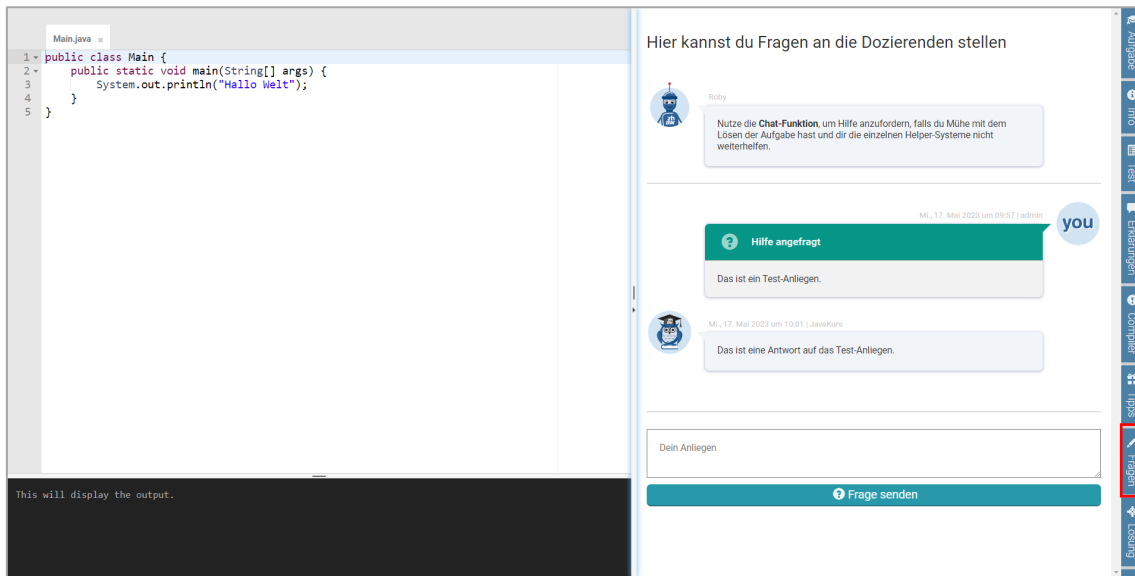 Main.java
1 public class Main {
2 public static void main(String[] args) {
3 System.out.println("Hallo Welt");
4 }
5 }
This will display the output.
Hier kannst du Fragen an die Dozierenden stellen
Roby
Nutze die Chat-Funktion, um Hilfe anzufordern, falls du Mühe mit dem
Lösen der Aufgabe hast und dir die einzelnen Helper-Systeme nicht
weiterhelfen.
Mi., 17. Mai 2023 um 09:57 | admin
you
Hilfe angefragt
Das ist ein Test-Anliegen.
Mi., 17. Mai 2023 um 10:01 | JavaKurs
Das ist eine Antwort auf das Test-Anliegen.
Dein Anliegen
Frage senden
Aufgabe
Info
Test
Erklärungen
Compiler
Tipps
Fragen
Lösung